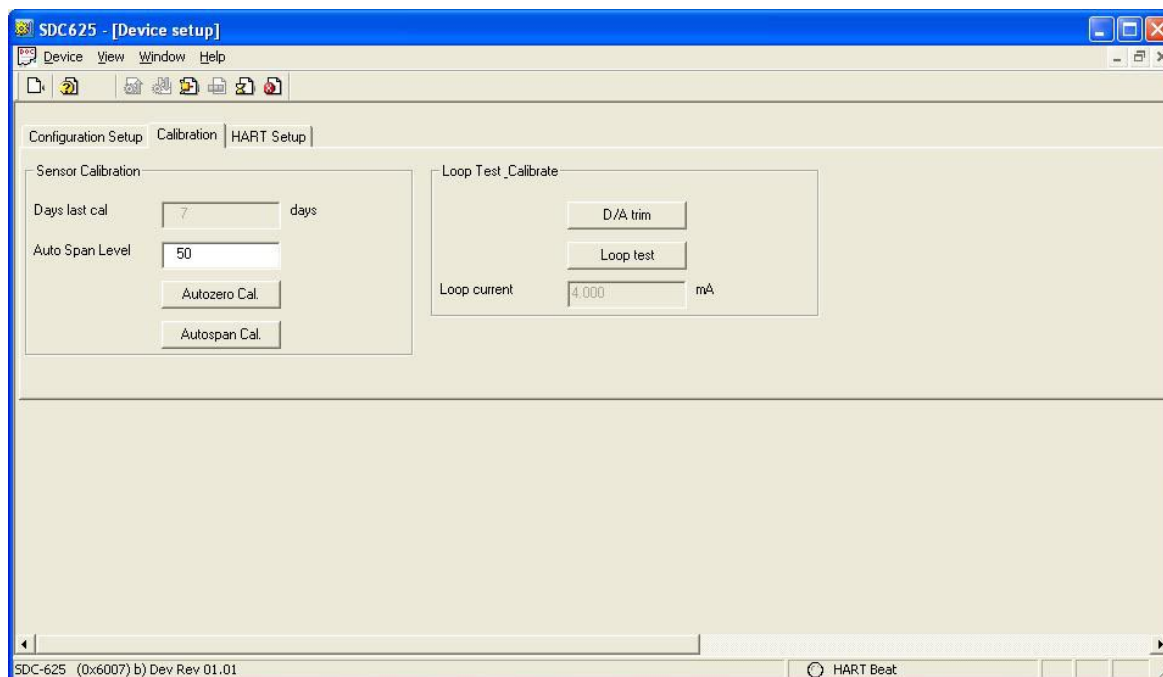 SDC625 - [Device setup]
Device View Window Help
Configuration Setup Calibration HART Setup
Sensor Calibration
Days last cal 7 days
Auto Span Level 50
Autozero Cal.
Autospan Cal.
Loop Test_Calibrate
D/A trim
Loop test
Loop current 4.000 mA
SDC-625 (0x6007) b) Dev Rev 01.01 HART Beat